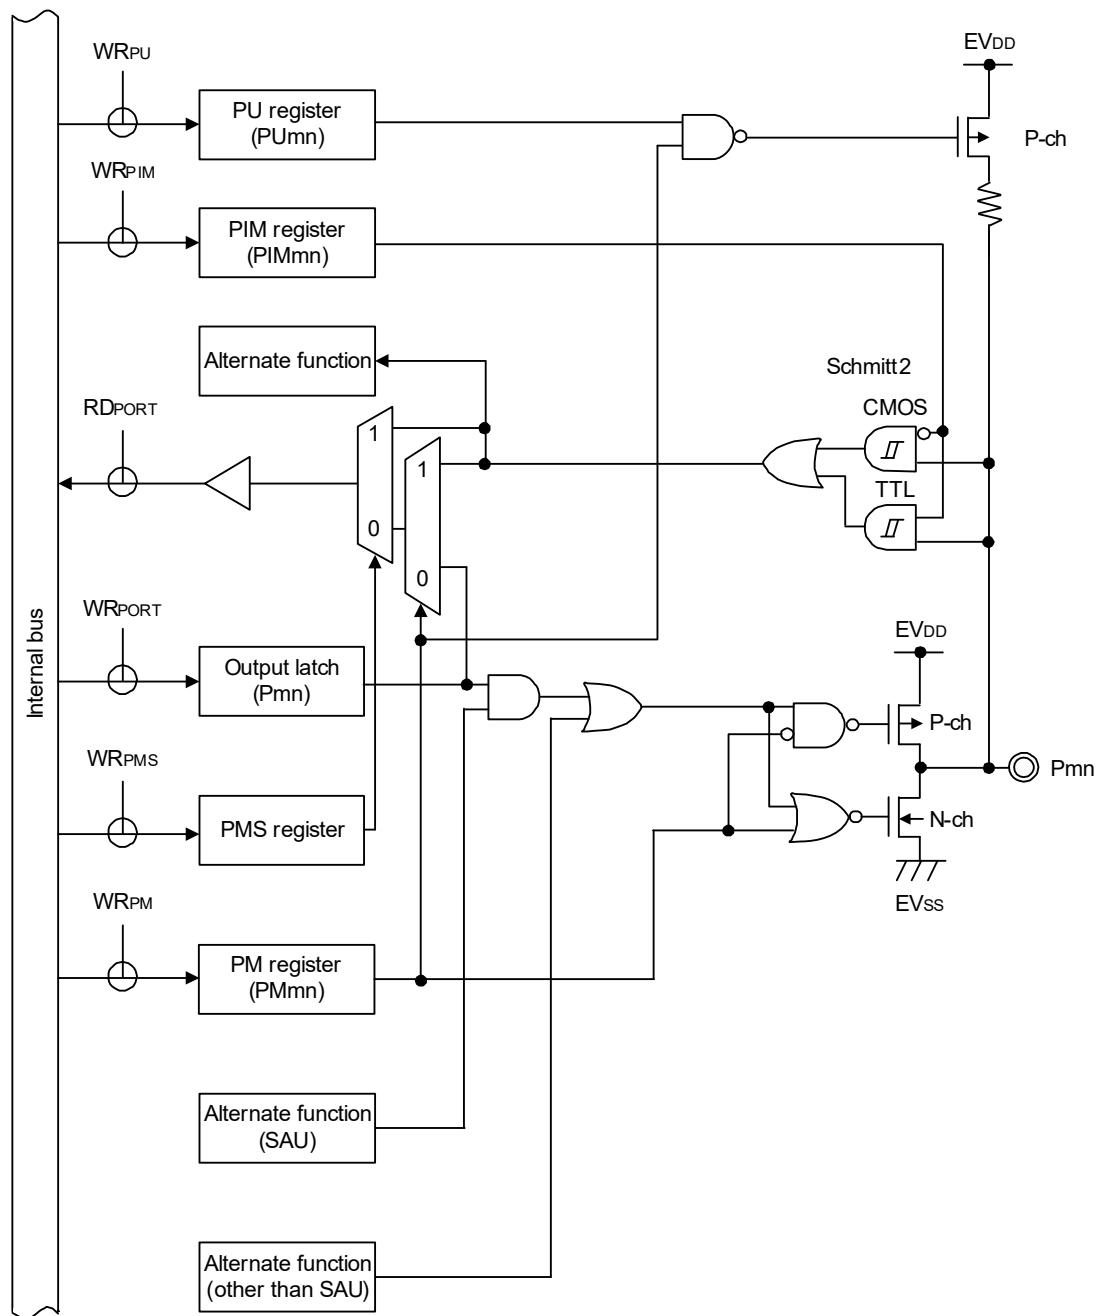 WRPU
EVDD
PU register
(PUmn)
P-ch
WRPIM
PIM register
(PIMmn)
Alternate function
Schmitt2
CMOS
RDPORT
1
1
TTL
0
0
WRPORT
EVDD
Internal bus
Output latch
(Pmn)
P-ch
WRPMS
Pmn
PMS register
N-ch
WRPM
EVSS
PM register
(PMmn)
Alternate function
(SAU)
Alternate function
(other than SAU)